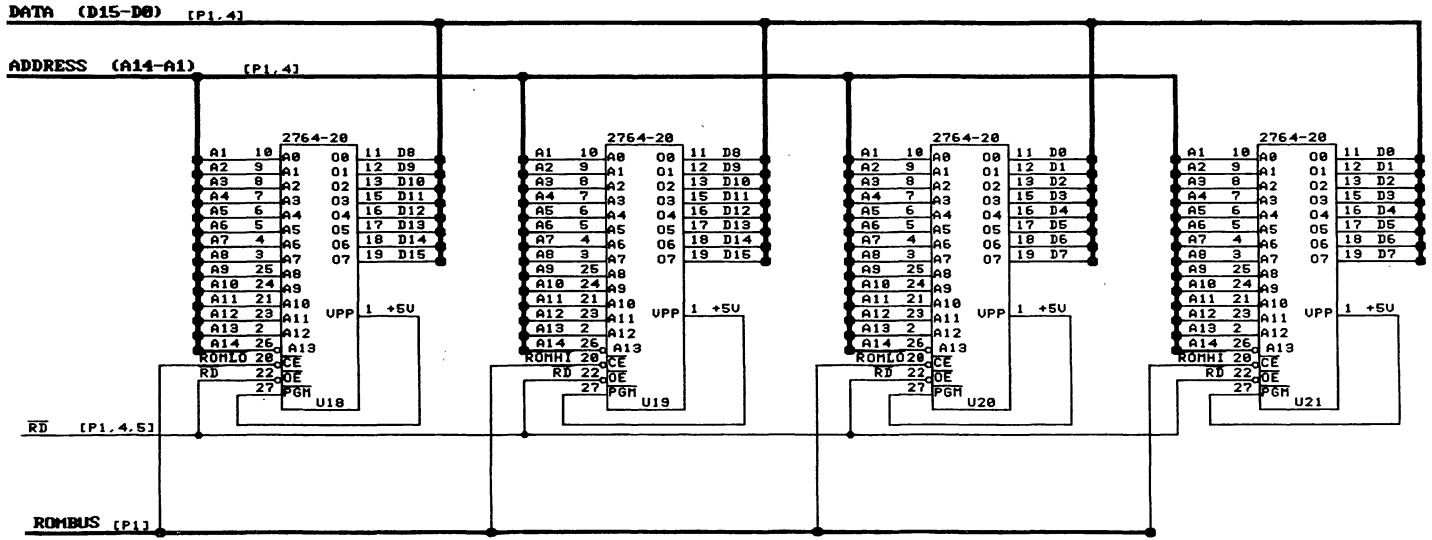 DATA (D15-D0) [P1,4]
ADDRESS (A14-A1) [P1,4]
2764-20 2764-20 2764-20 2764-20
A1 10 A0 O0 11 D8 A1 10 A0 O0 11 D8 A1 10 A0 O0 11 D0 A1 10 A0 O0 11 D0
A2 9 A1 O1 12 D9 A2 9 A1 O1 12 D9 A2 9 A1 O1 12 D1 A2 9 A1 O1 12 D1
A3 8 A2 O2 13 D10 A3 8 A2 O2 13 D10 A3 8 A2 O2 13 D2 A3 8 A2 O2 13 D2
A4 7 A3 O3 15 D11 A4 7 A3 O3 15 D11 A4 7 A3 O3 15 D3 A4 7 A3 O3 15 D3
A5 6 A4 O4 16 D12 A5 6 A4 O4 16 D12 A5 6 A4 O4 16 D4 A5 6 A4 O4 16 D4
A6 5 A5 O5 17 D13 A6 5 A5 O5 17 D13 A6 5 A5 O5 17 D5 A6 5 A5 O5 17 D5
A7 4 A6 O6 18 D14 A7 4 A6 O6 18 D14 A7 4 A6 O6 18 D6 A7 4 A6 O6 18 D6
A8 3 A7 O7 19 D15 A8 3 A7 O7 19 D15 A8 3 A7 O7 19 D7 A8 3 A7 O7 19 D7
A9 25 A8 A9 25 A8 A9 25 A8 A9 25 A8
A10 24 A9 A10 24 A9 A10 24 A9 A10 24 A9
A11 21 A10 A11 21 A10 A11 21 A10 A11 21 A10
A12 23 A11 VPP 1 +5V A12 23 A11 VPP 1 +5V A12 23 A11 VPP 1 +5V A12 23 A11 VPP 1 +5V
A13 2 A12 A13 2 A12 A13 2 A12 A13 2 A12
A14 26 A13 A14 26 A13 A14 26 A13 A14 26 A13
ROMLO 20 CE ROMHI 20 CE ROMLO 20 CE ROMHI 20 CE
RD 22 OE RD 22 OE RD 22 OE RD 22 OE
27 PGM 27 PGM 27 PGM 27 PGM
U18 U19 U20 U21
RD [P1,4,5]
ROMBUS [P1]